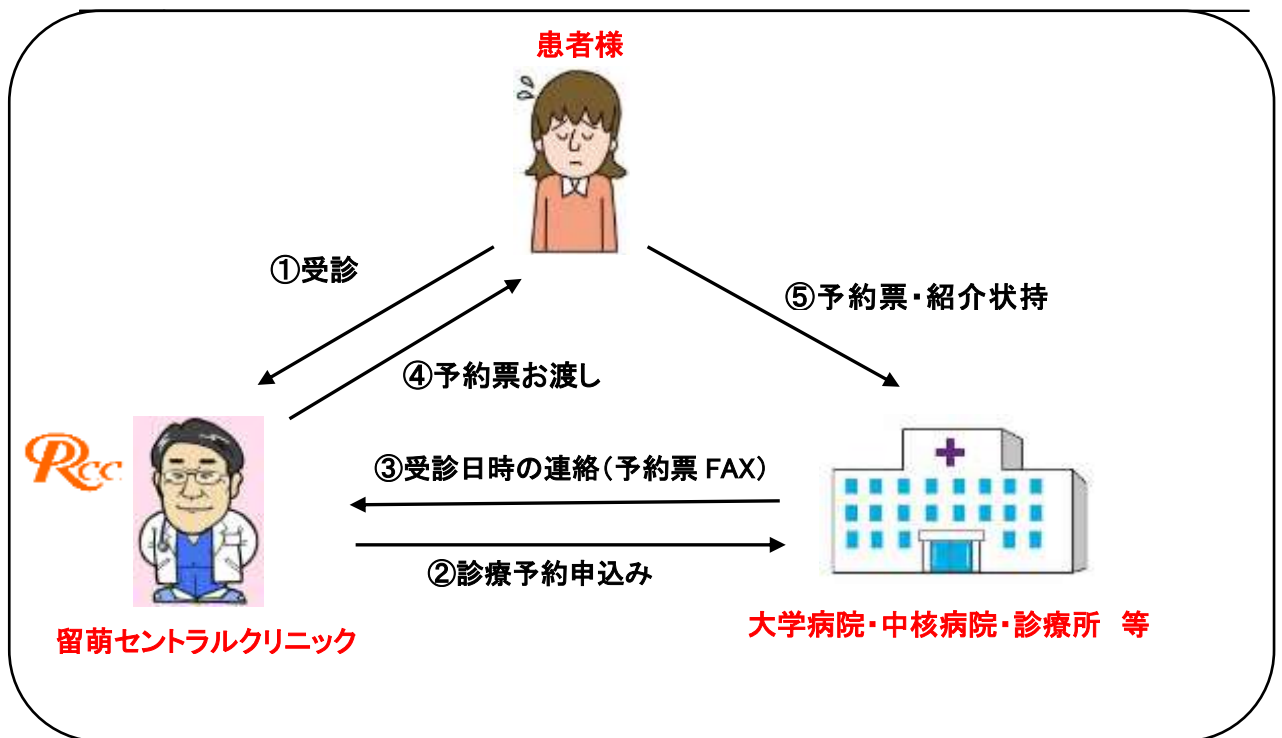 患者様
①受診
⑤予約票・紹介状持
④予約票お渡し
Rcc
③受診日時の連絡(予約票 FAX)
②診療予約申込み
大学病院・中核病院・診療所 等
留萌セントラルクリニック